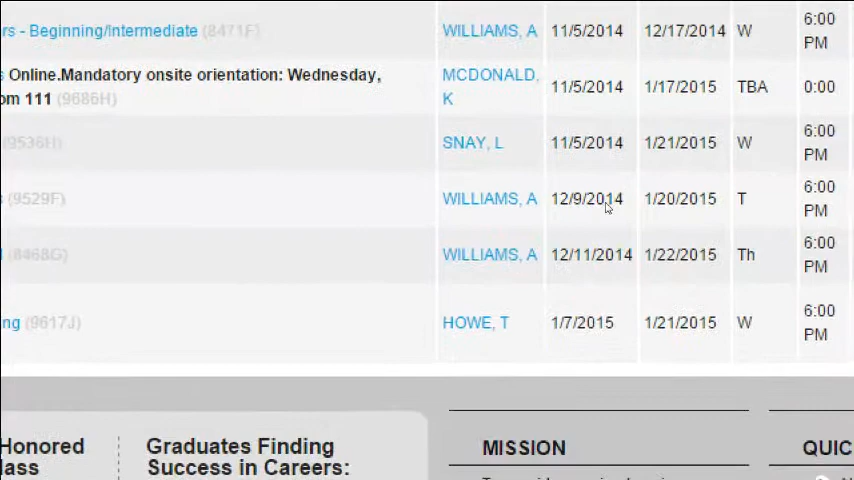 rs - Beginning/Intermediate (8471F) WILLIAMS, A 11/5/2014 12/17/2014 W 6:00 PM
s Online.Mandatory onsite orientation: Wednesday,
om 111 (9686H) MCDONALD, K 11/5/2014 1/17/2015 TBA 0:00
(9536H) SNAY, L 11/5/2014 1/21/2015 W 6:00 PM
s (9529F) WILLIAMS, A 12/9/2014 1/20/2015 T 6:00 PM
(8468G) WILLIAMS, A 12/11/2014 1/22/2015 Th 6:00 PM
ng (9617J) HOWE, T 1/7/2015 1/21/2015 W 6:00 PM
Honored
lass
Graduates Finding
Success in Careers:
MISSION
QUIC